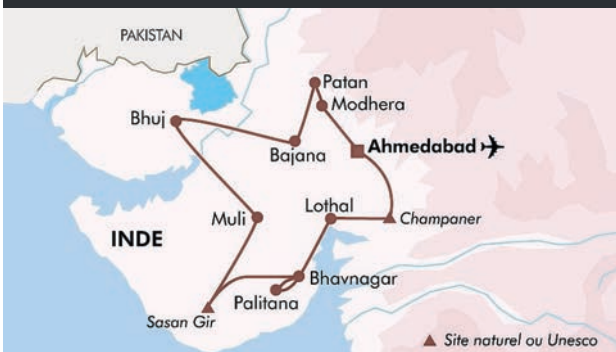 PAKISTAN
Patan
Modhera
Bhuj
Ahmedabad
Bajana
Muli
Lothal
Champaner
INDE
Bhavnagar
Palitana
Sasan Gir
Site naturel ou Unesco